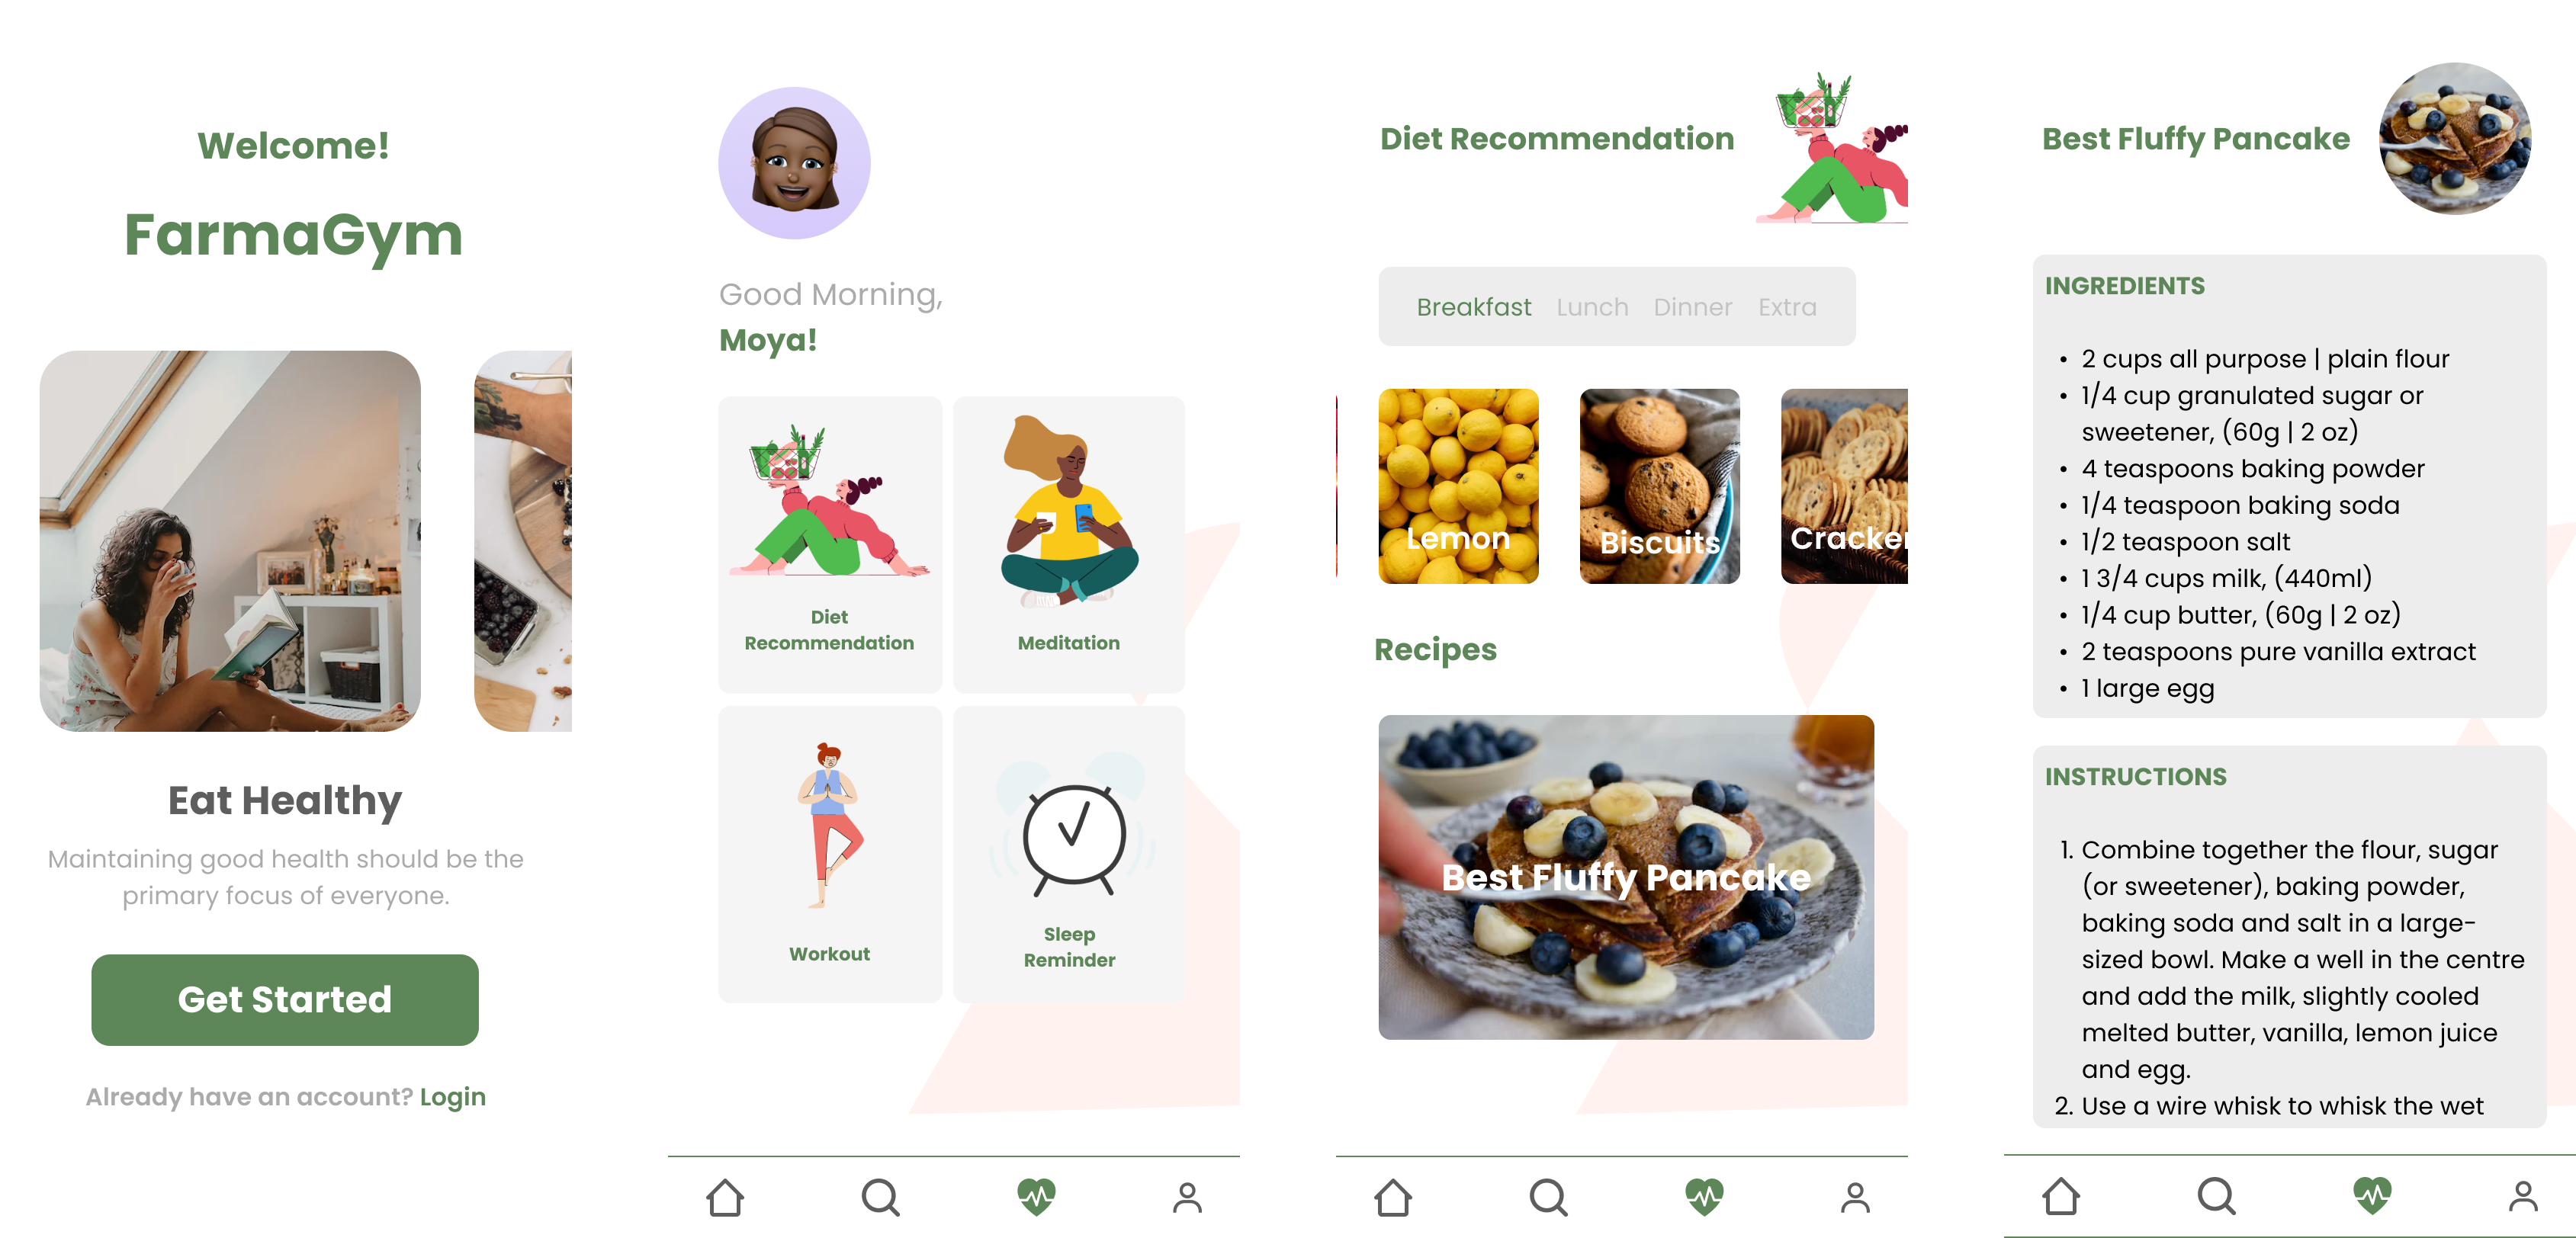 Welcome!
FarmaGym
Eat Healthy
Maintaining good health should be the
primary focus of everyone.
Get Started
Already have an account? Login
Good Morning,
Moya!
Diet
Recommendation
Meditation
Workout
Sleep
Reminder
Diet Recommendation
Breakfast Lunch Dinner Extra
Lemon
Biscuits
Cracker
Recipes
Best Fluffy Pancake
Best Fluffy Pancake
INGREDIENTS
• 2 cups all purpose | plain flour
• 1/4 cup granulated sugar or
sweetener, (60g | 2 oz)
• 4 teaspoons baking powder
• 1/4 teaspoon baking soda
• 1/2 teaspoon salt
• 1 3/4 cups milk, (440ml)
• 1/4 cup butter, (60g | 2 oz)
• 2 teaspoons pure vanilla extract
• 1 large egg
INSTRUCTIONS
1. Combine together the flour, sugar
(or sweetener), baking powder,
baking soda and salt in a large-
sized bowl. Make a well in the centre
and add the milk, slightly cooled
melted butter, vanilla, lemon juice
and egg.
2. Use a wire whisk to whisk the wet